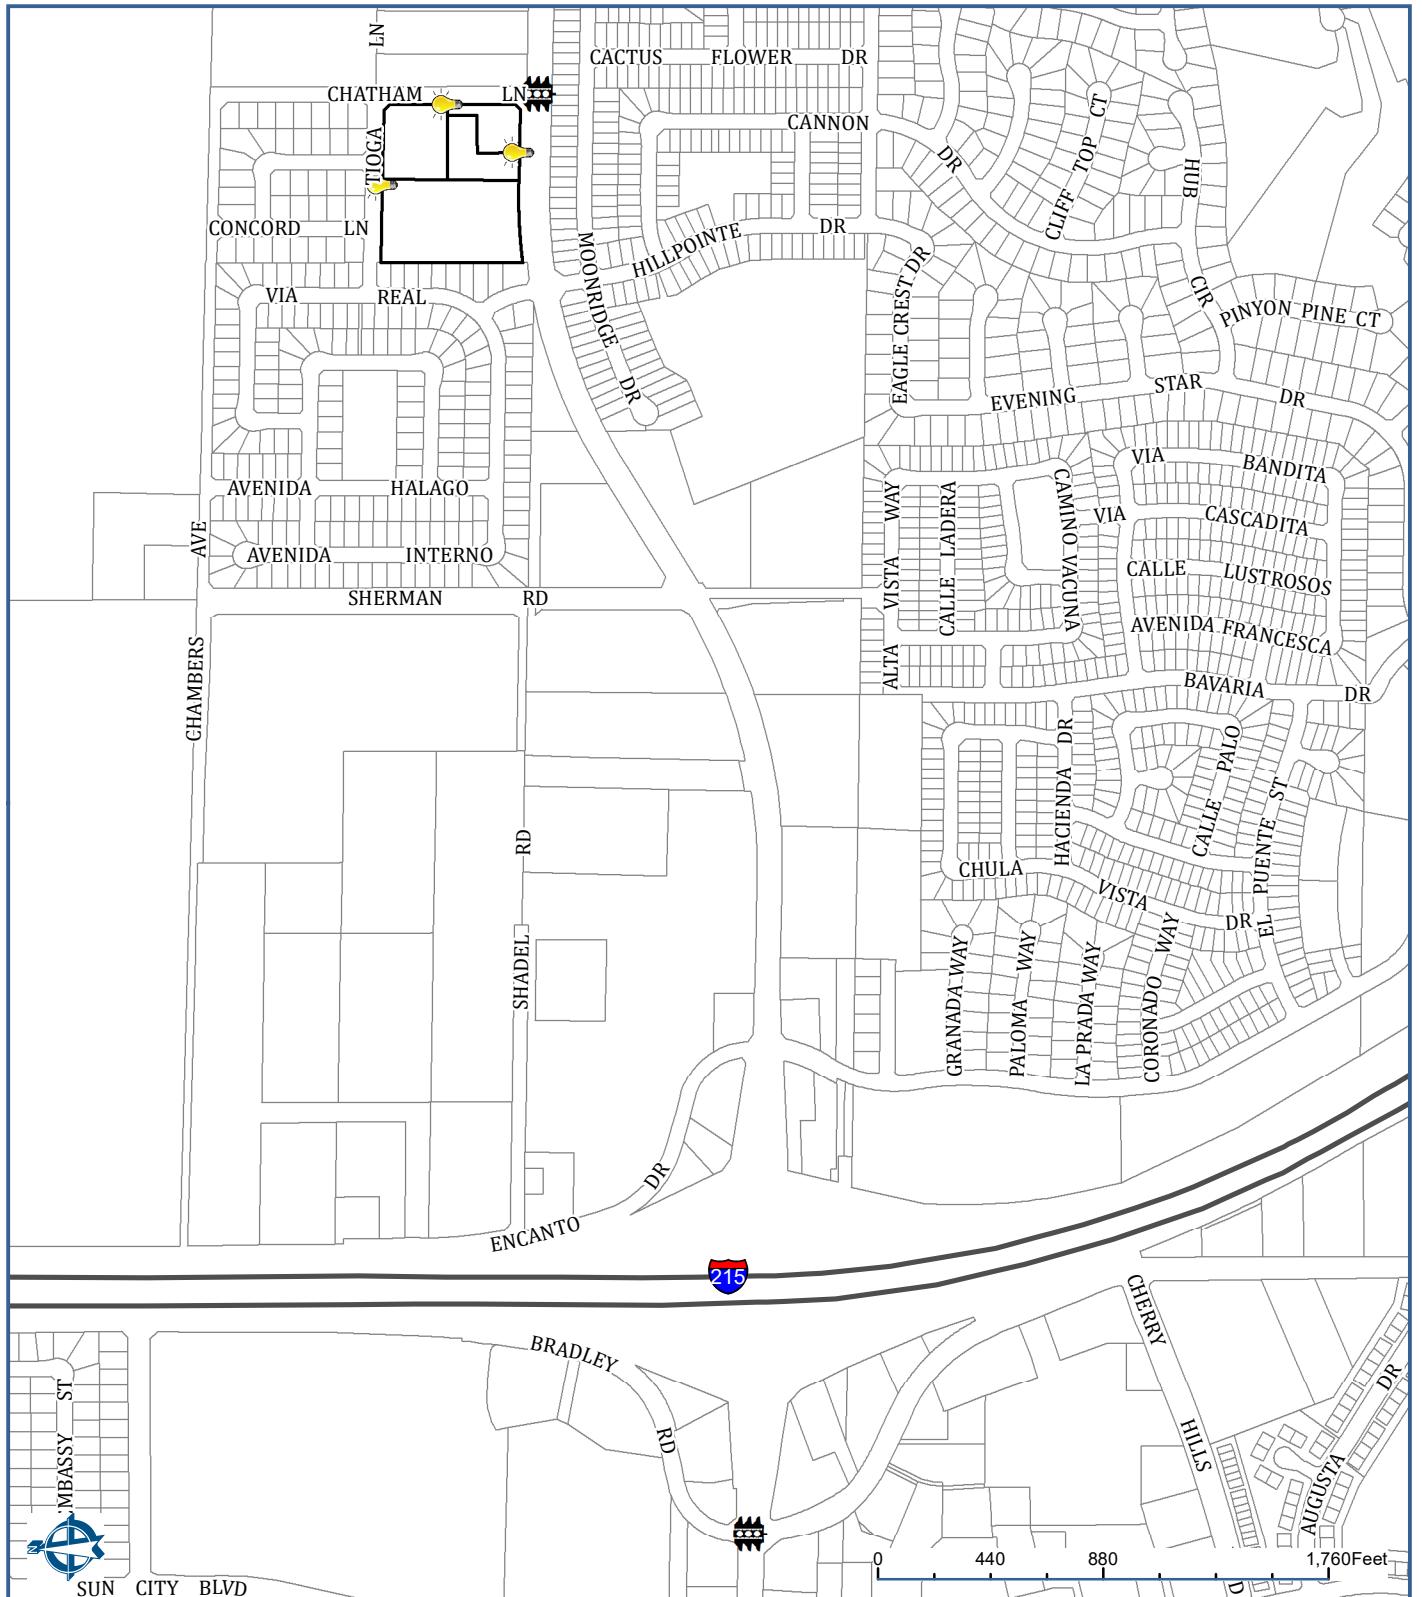 LN
CACTUS FLOWER DR
CHATHAM LN
CANNON DR
CLIFF TOP CT
HUB CIR
TIOGA
CONCORD LN
HILLPOINTE DR
MOONRIDGE DR
EAGLE CREST DR
VIA REAL
PINYON PINE CT
EVENING STAR DR
VIA BANDITA
AVENIDA HALAGO
ALTA VISTA WAY
CALLE LADERA
CAMINO VACUNA
VIA CASCADITA
CHAMBERS AVE
AVENIDA INTERNO
CALLE LUSTROSOS
SHERMAN RD
AVENIDA FRANCESCA
BAVARIA DR
HACIENDA DR
CALLE PALO
EL PUENTE ST
SHADEL RD
CHULA VISTA DR
GRANADA WAY
PALOMA WAY
LA PRADA WAY
CORONADO WAY
ENCANTO DR
215
CHERRY HILLS
BRADLEY RD
ST
AUGUSTA DR
N
0 440 880 1,760Feet
SUN CITY BLVD
D